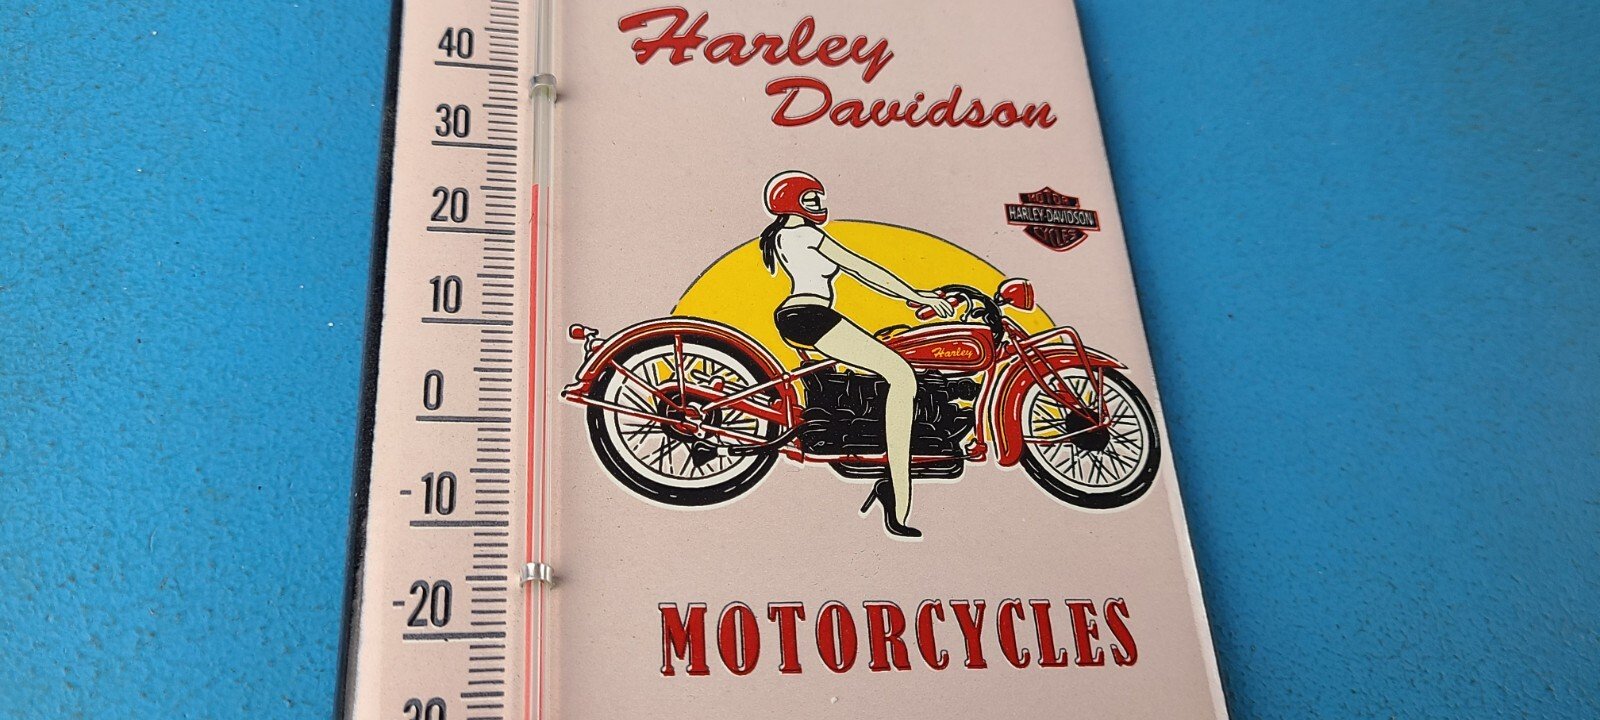 Harley
Davidson
MOTOR
HARLEY-DAVIDSON
CYCLES
Harley
MOTORCYCLES
40
30
20
10
0
-10
-20